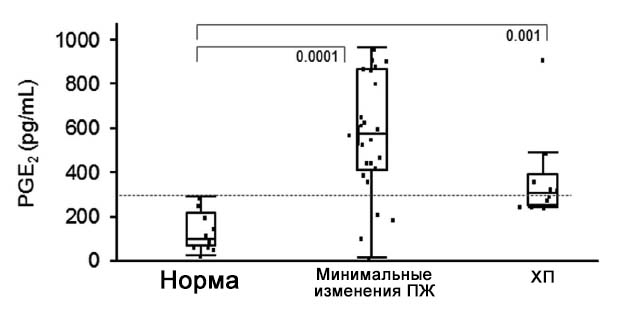 0.001
0.0001
PGE2 (pg/mL)
1000
800
600
400
200
0
Норма
Минимальные
изменения ПЖ
ХП